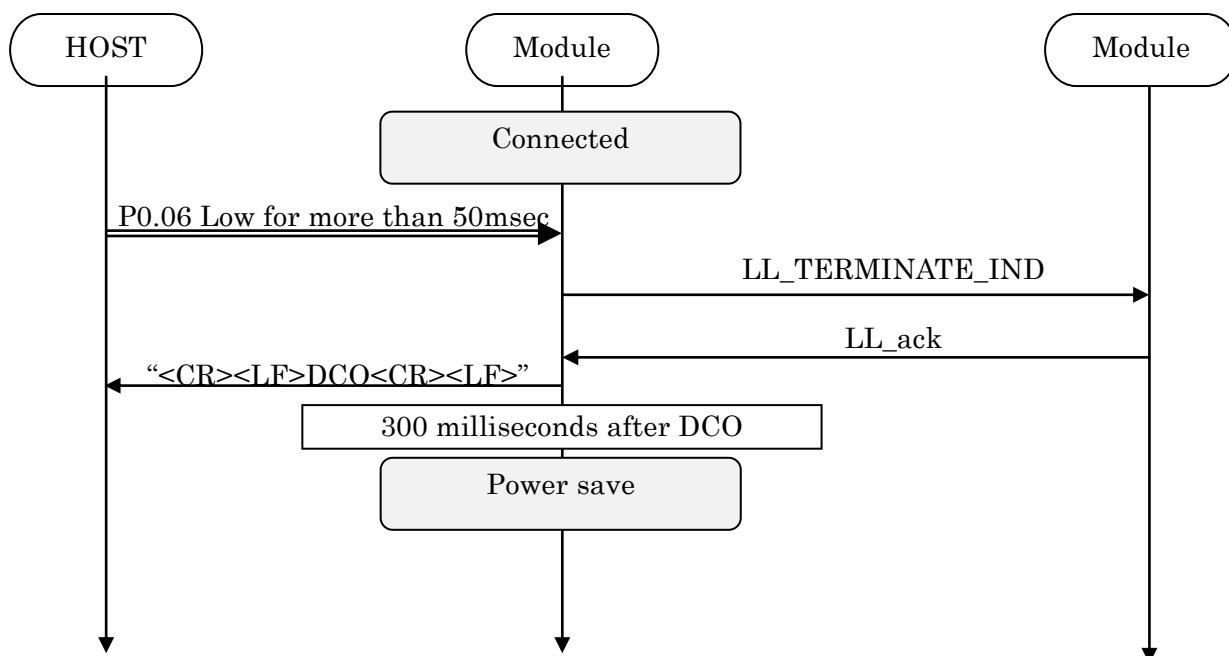 HOST
Module
Module
Connected
P0.06 Low for more than 50msec
LL_TERMINATE_IND
LL_ack
“<CR><LF>DCO<CR><LF>”
300 milliseconds after DCO
Power save